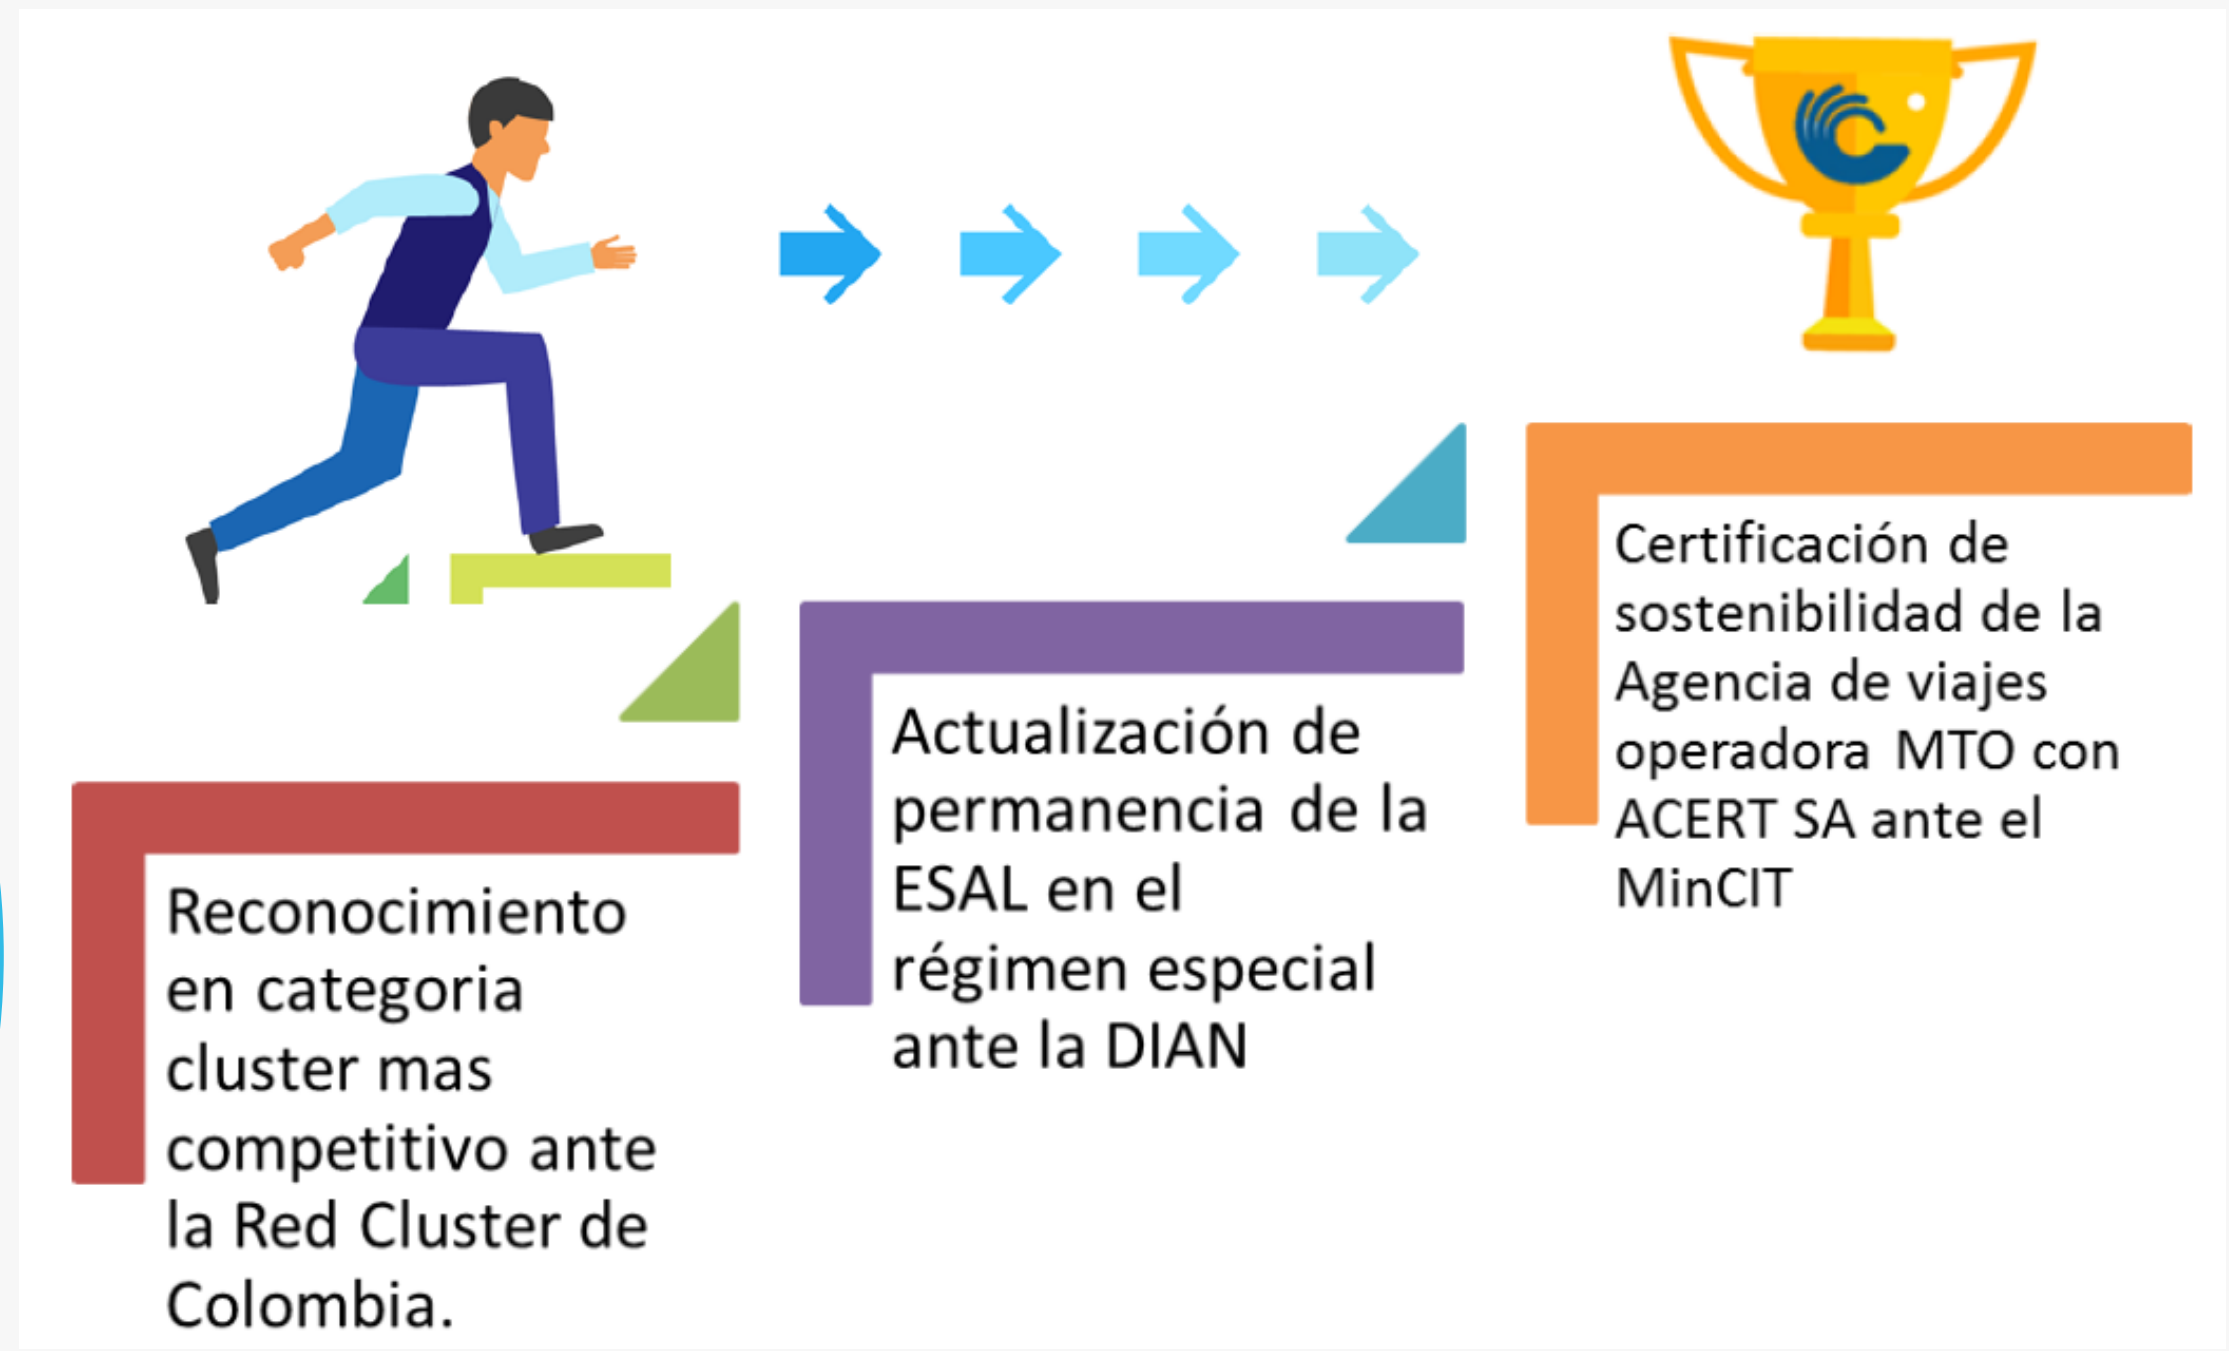 Reconocimiento
en categoria
cluster mas
competitivo ante
la Red Cluster de
Colombia.
Actualización de
permanencia de la
ESAL en el
régimen especial
ante la DIAN
Certificación de
sostenibilidad de la
Agencia de viajes
operadora MTO con
ACERT SA ante el
MinCIT